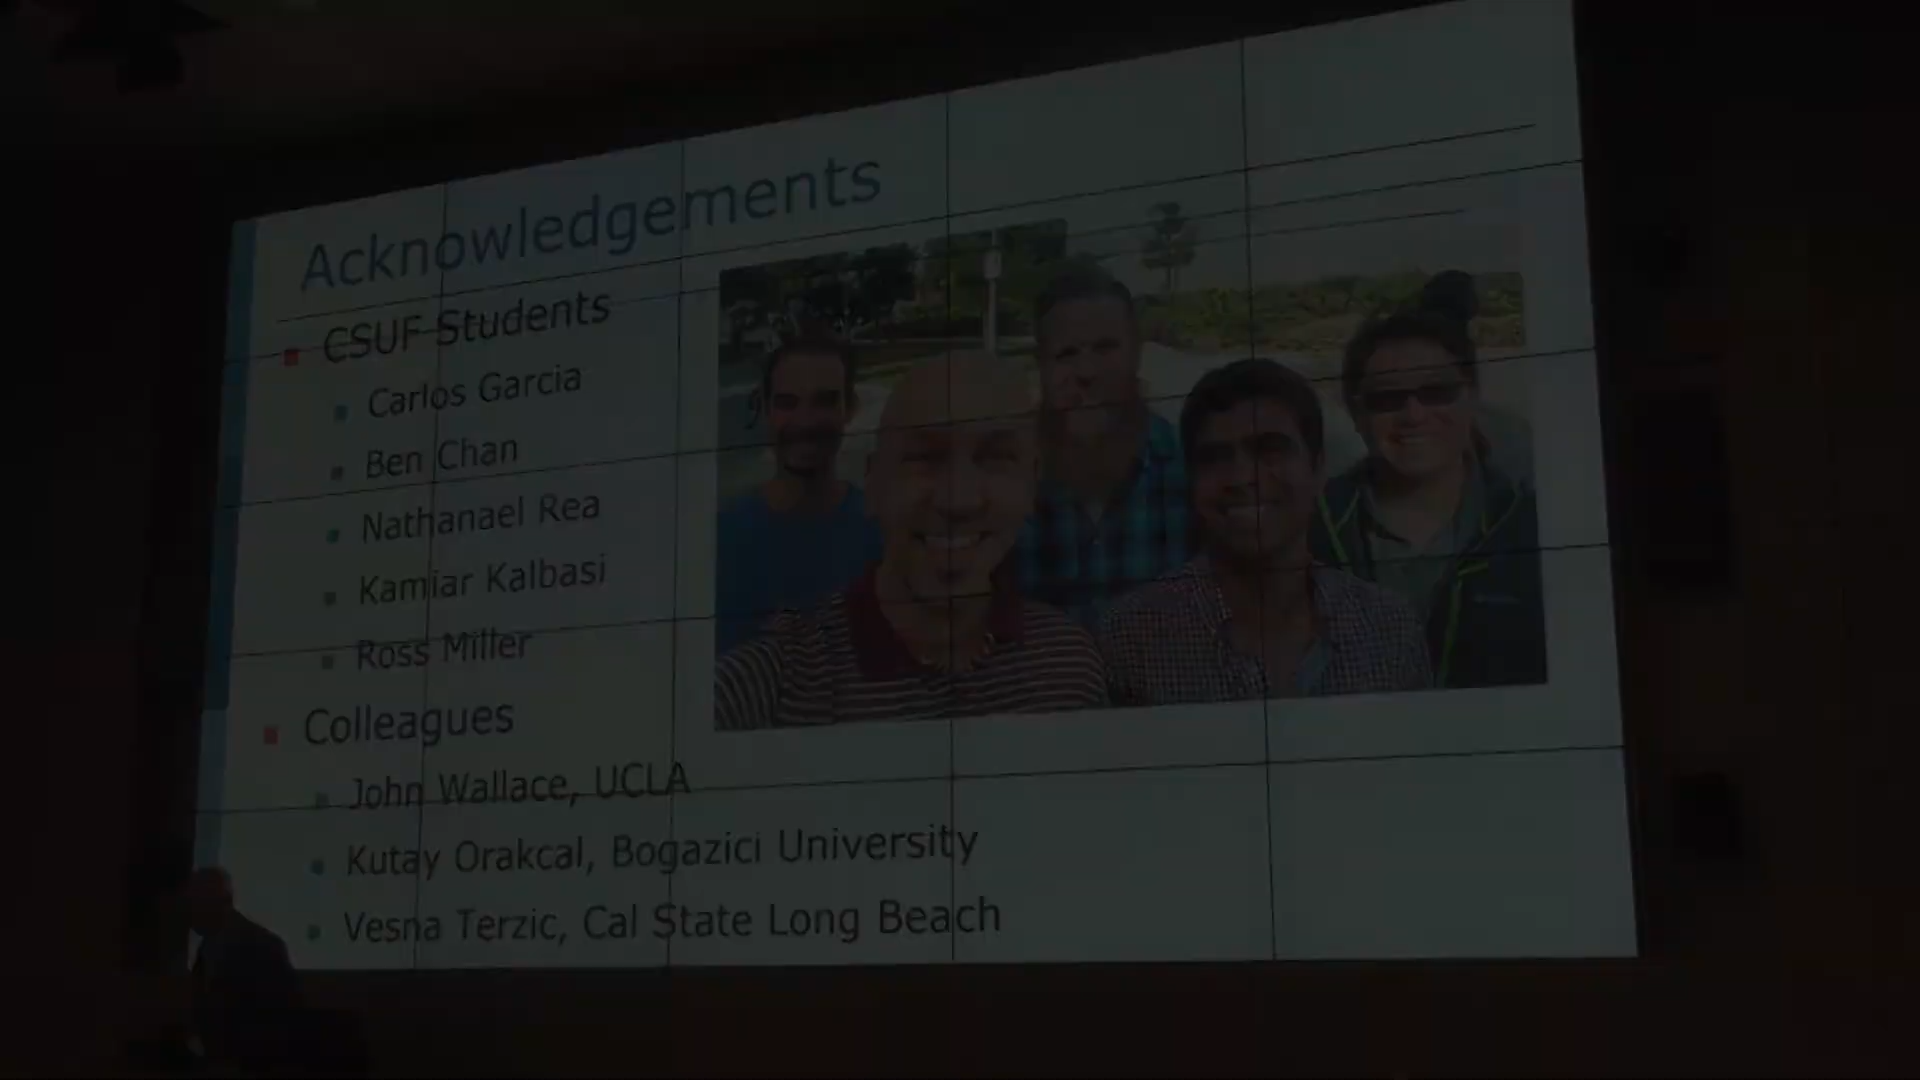 Acknowledgements
CSUF Students
Carlos Garcia
Ben Chan
Nathanael Rea
Kamiar Kalbasi
Ross Miller
Colleagues
John Wallace, UCLA
Kutay Orakcal, Bogazici University
Vesna Terzic, Cal State Long Beach